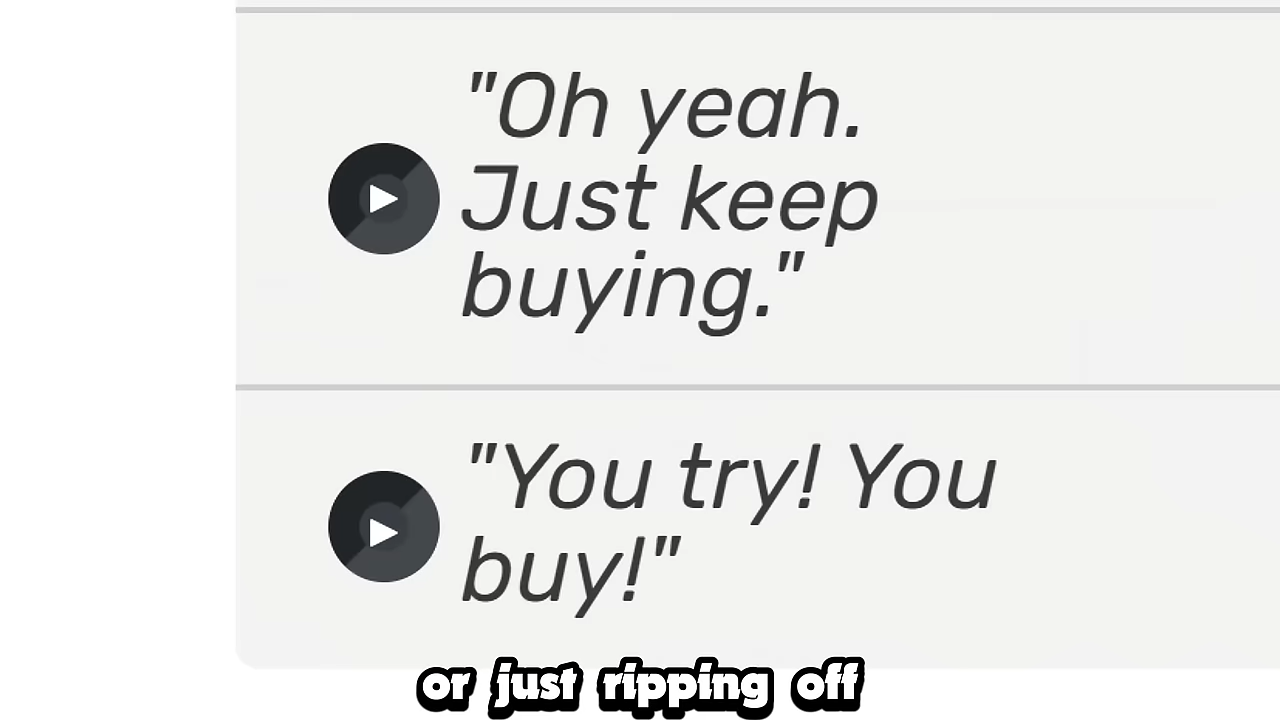 "Oh yeah.
Just keep
buying."
"You try! You
buy!"
or just ripping off